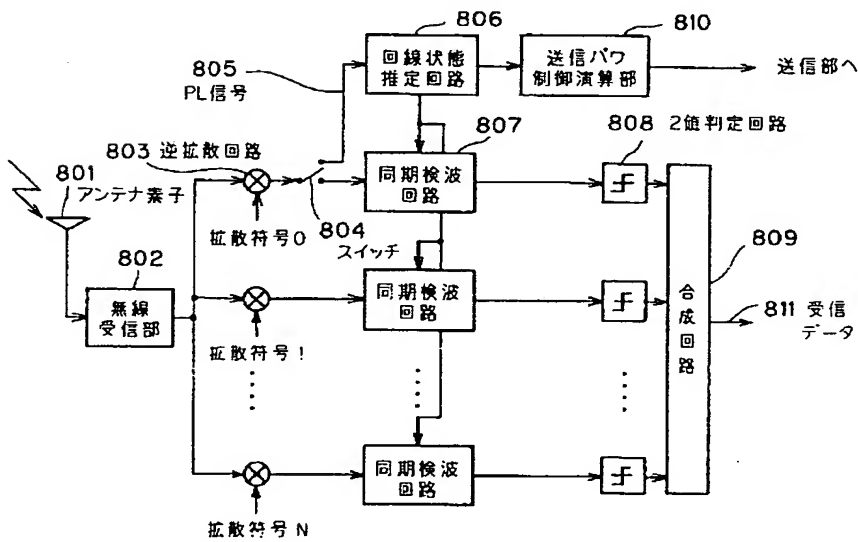 806
810
805
PL信号
回線状態
推定回路
送信パワ
制御演算部
送信部へ
807
808 2値判定回路
803 逆拡散回路
801
アンテナ素子
同期検波
回路
拡散符号0
804
スイッチ
802
無線
受信部
同期検波
回路
拡散符号1
809
合成回路
811 受信
データ
同期検波
回路
拡散符号N